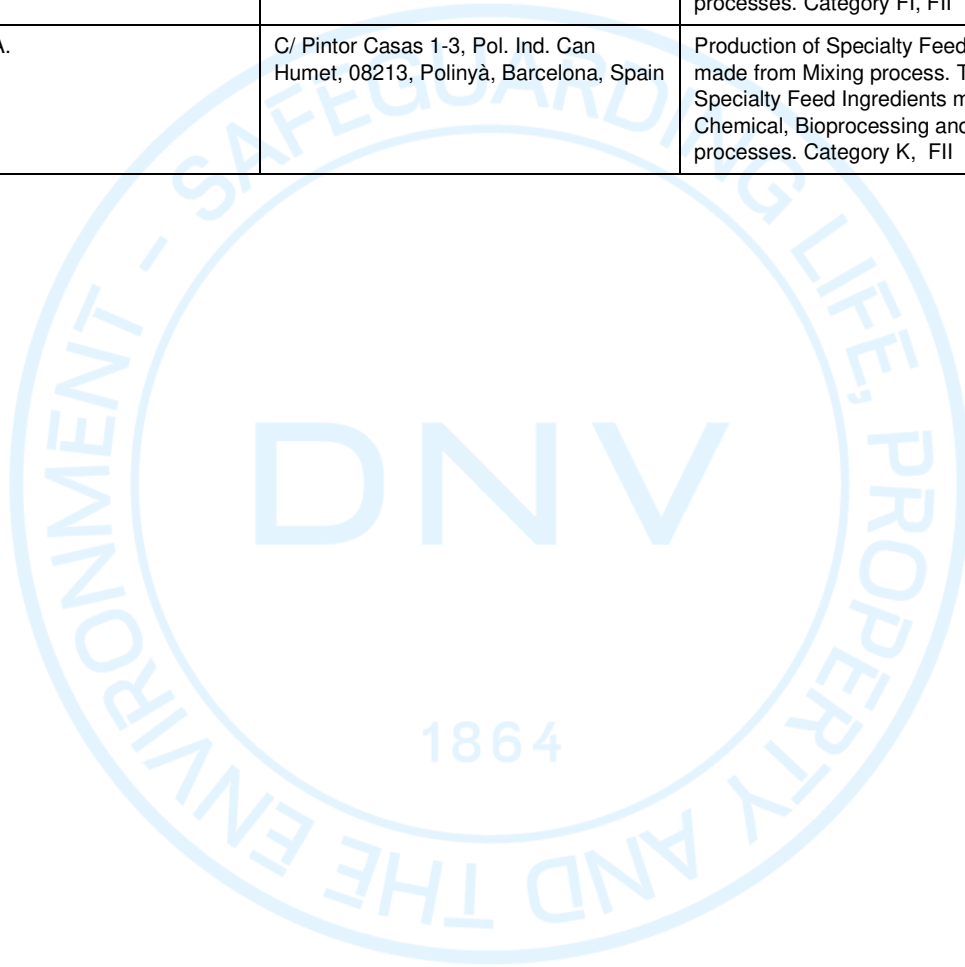 processes. Category FI, FII
A.
C/ Pintor Casas 1-3, Pol. Ind. Can
Humet, 08213, Polinyà, Barcelona, Spain
Production of Specialty Feed
made from Mixing process. T
Specialty Feed Ingredients m
Chemical, Bioprocessing and
processes. Category K, FII
SAFEGUARDING LIFE, PROPERTY AND THE ENVIRONMENT -
DNV
1864